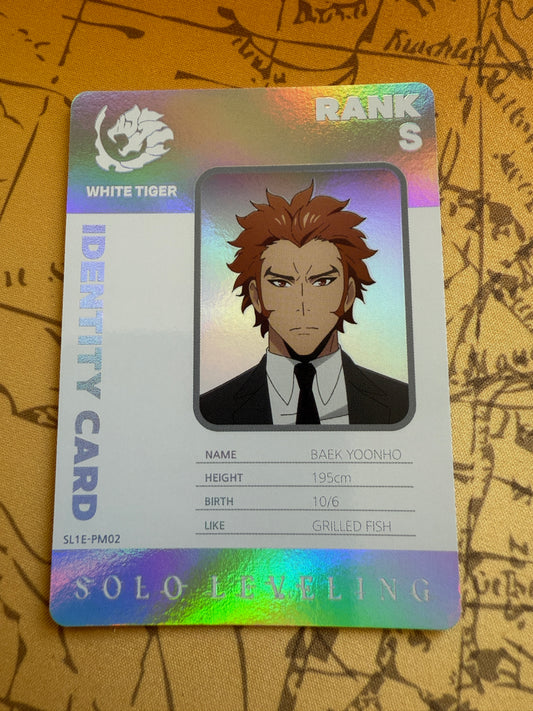 RANK
S
WHITE TIGER
IDENTITY CARD
NAME BAEK YOONHO
HEIGHT 195cm
BIRTH 10/6
LIKE GRILLED FISH
SL1E-PM02
SOLO LEVELING